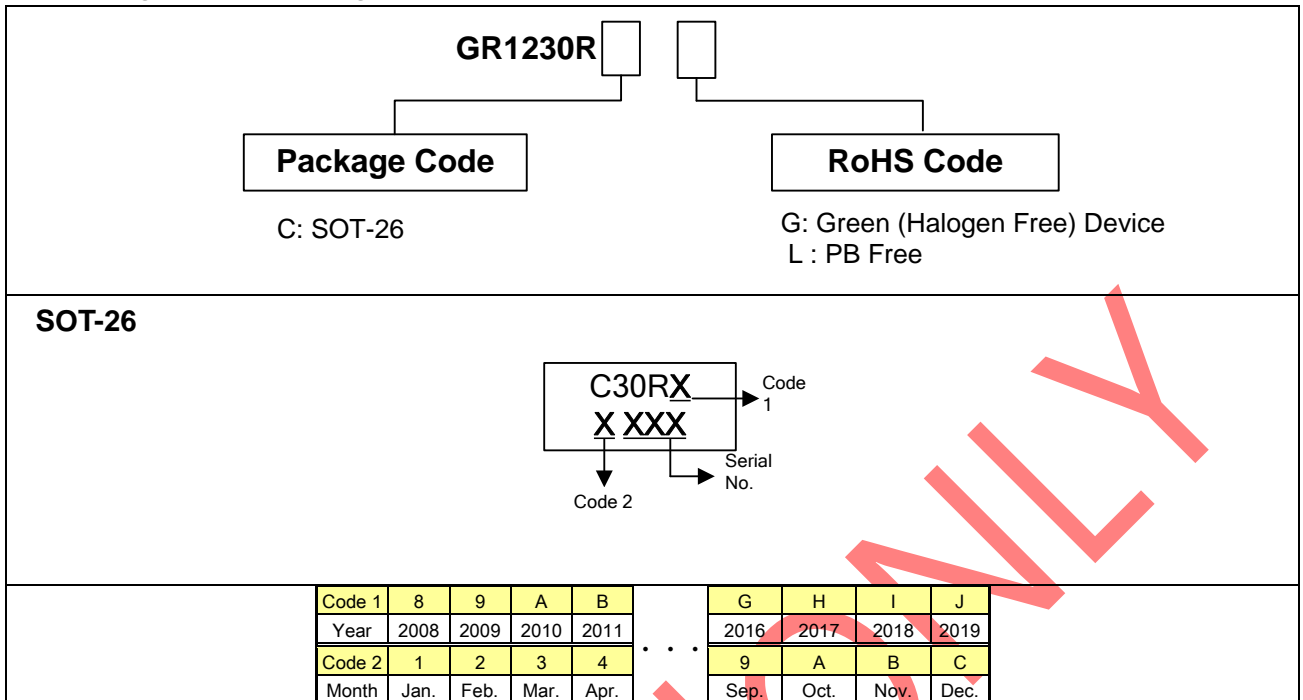 GR1230R
Package Code RoHS Code
C: SOT-26 G: Green (Halogen Free) Device
L : PB Free
SOT-26
C30RX Code 1
X XXX
Serial No.
Code 2
Code 1 8 9 A B G H I J
Year 2008 2009 2010 2011 . . . 2016 2017 2018 2019
Code 2 1 2 3 4 9 A B C
Month Jan. Feb. Mar. Apr. Sep. Oct. Nov. Dec.
ONLY